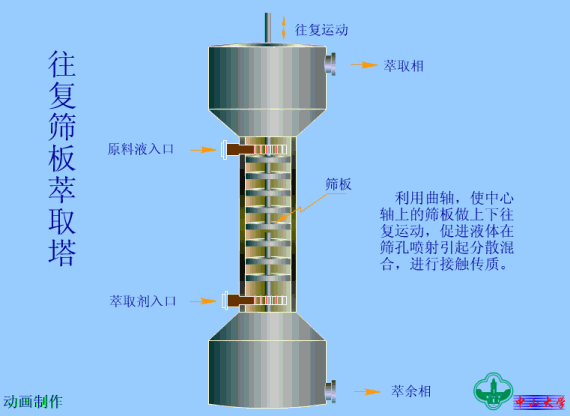 往复筛板萃取塔
往复运动
萃取相
原料液入口
筛板
利用曲轴，使中心
轴上的筛板做上下往
复运动，促进液体在
筛孔喷射引起分散混
合，进行接触传质。
萃取剂入口
萃余相
动画制作
中山大学